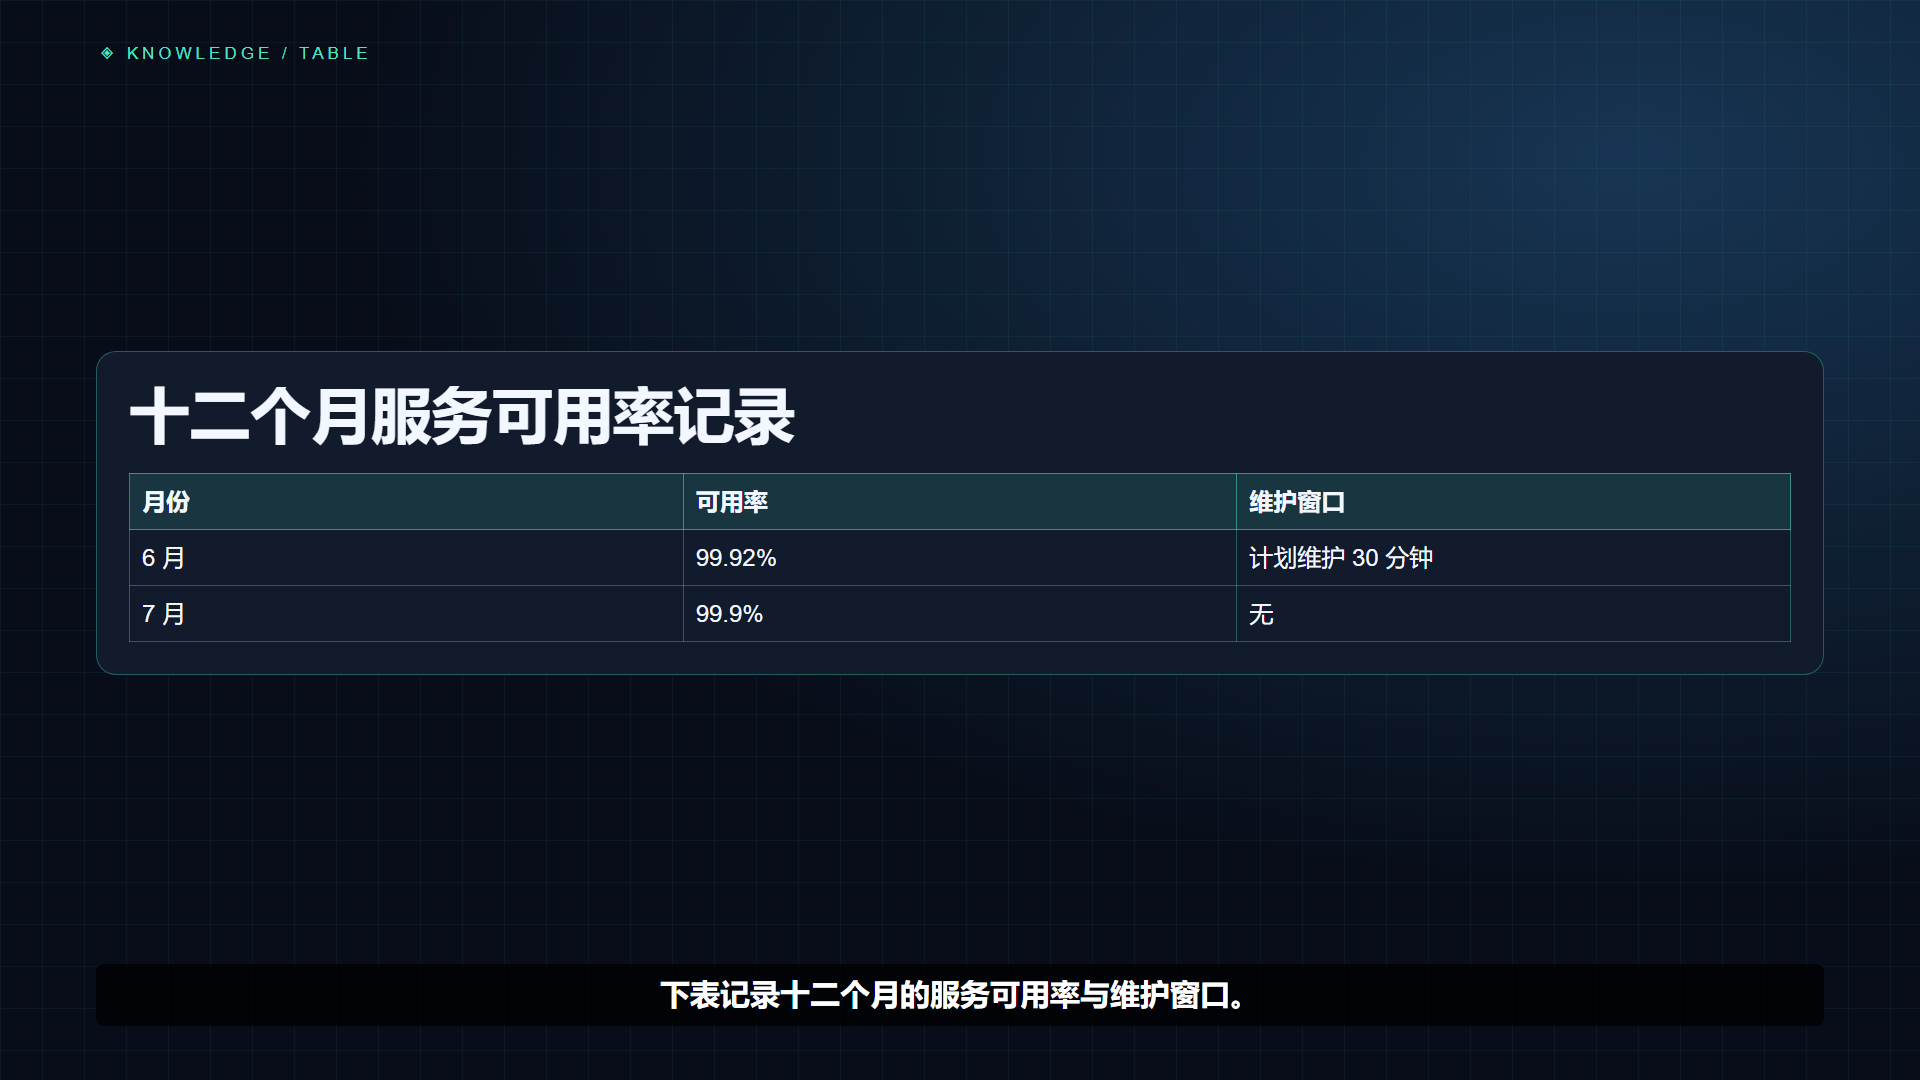 ◈ KNOWLEDGE / TABLE
十二个月服务可用率记录
月份 可用率 维护窗口
6 月 99.92% 计划维护 30 分钟
7 月 99.9% 无
下表记录十二个月的服务可用率与维护窗口。